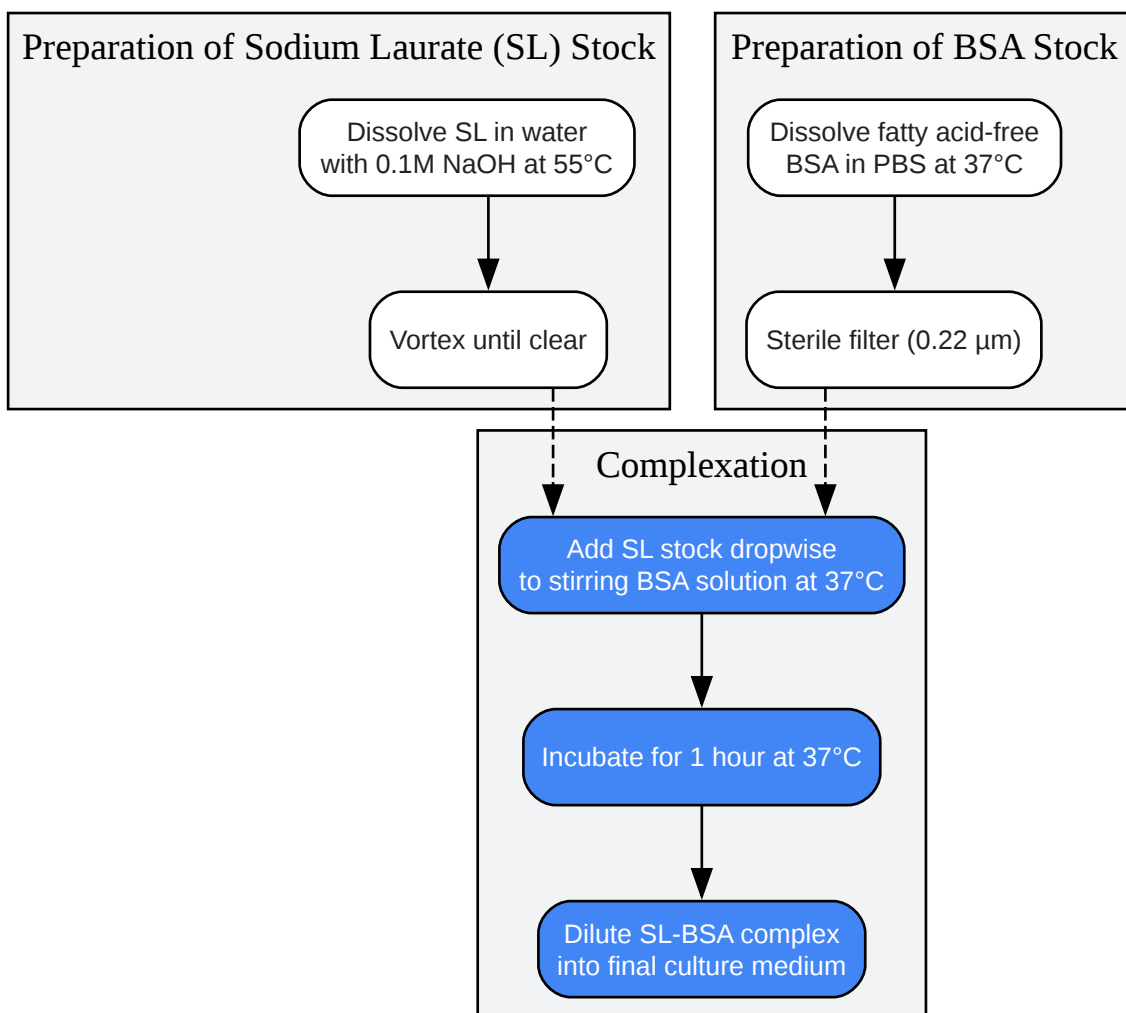 Preparation of Sodium Laurate (SL) Stock
Dissolve SL in water
with 0.1M NaOH at 55°C
Vortex until clear
Preparation of BSA Stock
Dissolve fatty acid-free
BSA in PBS at 37°C
Sterile filter (0.22 µm)
Complexation
Add SL stock dropwise
to stirring BSA solution at 37°C
Incubate for 1 hour at 37°C
Dilute SL-BSA complex
into final culture medium